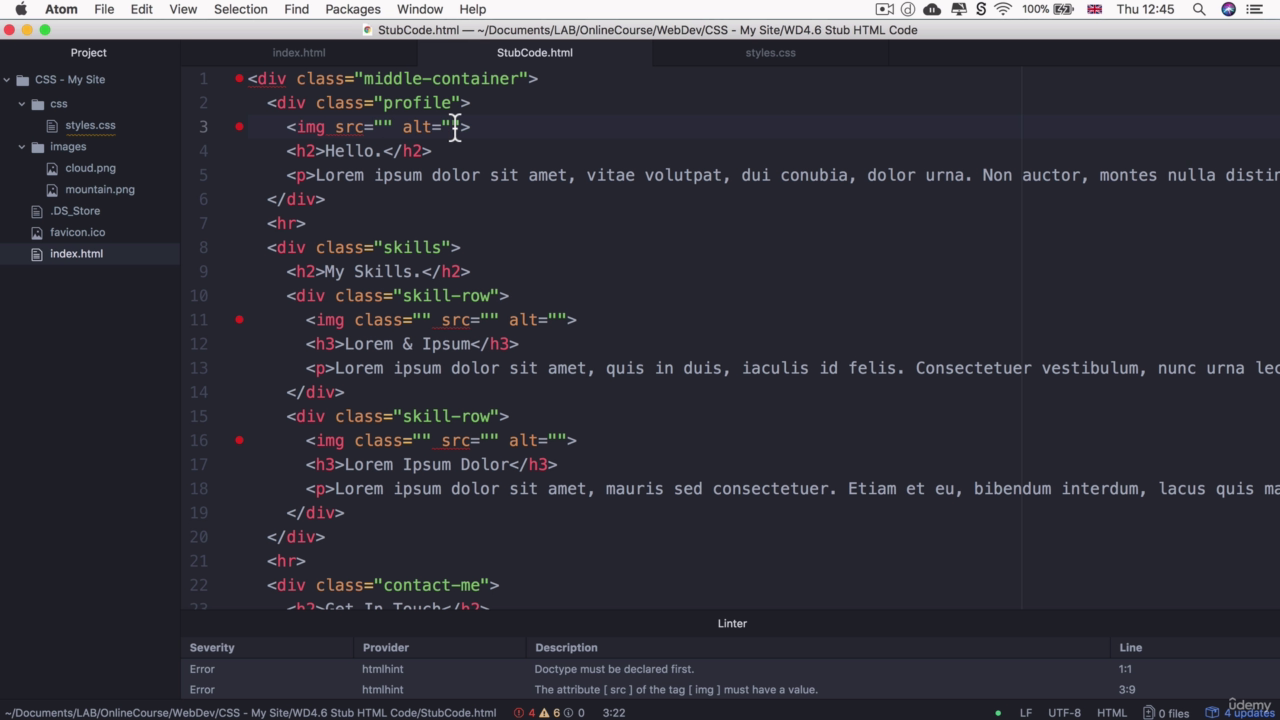 Atom File Edit View Selection Find Packages Window Help 100% Thu 12:45
StubCode.html — ~/Documents/LAB/OnlineCourse/WebDev/CSS - My Site/WD4.6 Stub HTML Code
Project index.html StubCode.html styles.css
CSS - My Site
css
styles.css
images
cloud.png
mountain.png
.DS_Store
favicon.ico
index.html
1 <div class="middle-container">
2 <div class="profile">
3 <img src="" alt="">
4 <h2>Hello.</h2>
5 <p>Lorem ipsum dolor sit amet, vitae volutpat, dui conubia, dolor urna. Non auctor, montes nulla distin
6 </div>
7 <hr>
8 <div class="skills">
9 <h2>My Skills.</h2>
10 <div class="skill-row">
11 <img class="" src="" alt="">
12 <h3>Lorem & Ipsum</h3>
13 <p>Lorem ipsum dolor sit amet, quis in duis, iaculis id felis. Consectetuer vestibulum, nunc urna lec
14 </div>
15 <div class="skill-row">
16 <img class="" src="" alt="">
17 <h3>Lorem Ipsum Dolor</h3>
18 <p>Lorem ipsum dolor sit amet, mauris sed consectetuer. Etiam et eu, bibendum interdum, lacus quis ma
19 </div>
20 </div>
21 <hr>
22 <div class="contact-me">
23 <h2>Get In Touch</h2>
Linter
Severity Provider Description Line
Error htmlhint Doctype must be declared first. 1:1
Error htmlhint The attribute [ src ] of the tag [ img ] must have a value. 3:9
~/Documents/LAB/OnlineCourse/WebDev/CSS - My Site/WD4.6 Stub HTML Code/StubCode.html 4 6 0 3:22 LF UTF-8 HTML 0 files 4 updates
ûdemy